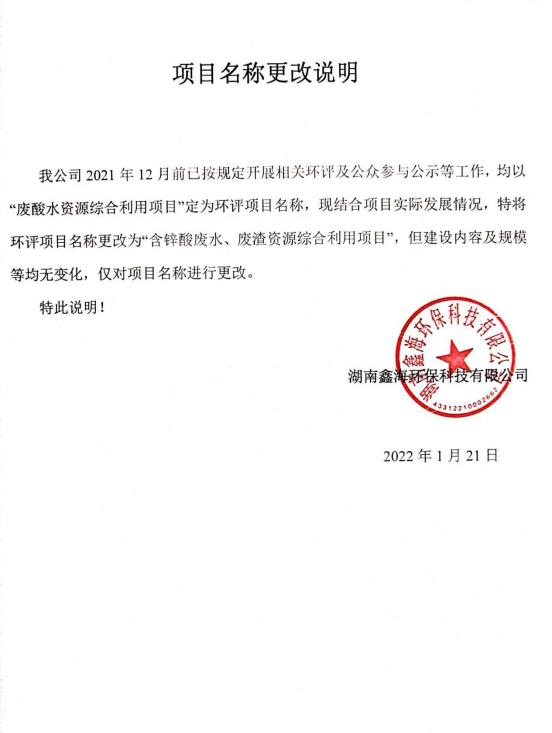 项目名称更改说明
我公司 2021 年 12 月前已按规定开展相关环评及公众参与公示等工作，均以
“废酸水资源综合利用项目”定为环评项目名称，现结合项目实际发展情况，特将
环评项目名称更改为“含锌酸废水、废渣资源综合利用项目”，但建设内容及规模
等均无变化，仅对项目名称进行更改。
特此说明！
湖南鑫海环保科技有限公司
湖南鑫海环保科技有限公司
43312210002662
2022 年 1 月 21 日